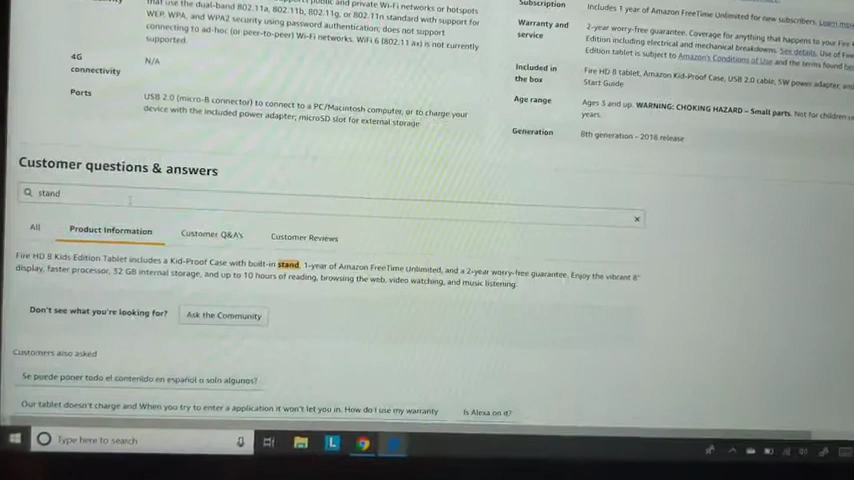 that use the dual-band 802.11a, 802.11b, 802.11g, or 802.11n standard with support for
WEP, WPA, and WPA2 security using password authentication; does not support
connecting to ad-hoc (or peer-to-peer) Wi-Fi networks. WiFi 6 (802.11 ax) is not currently
supported.
4G
connectivity
N/A
Ports
USB 2.0 (micro-B connector) to connect to a PC/Macintosh computer, or to charge your
device with the included power adapter; microSD slot for external storage
Subscription
Includes 1 year of Amazon FreeTime Unlimited for new subscribers. Learn more
Warranty and
service
2-year worry-free guarantee. Coverage for anything that happens to your Fire
Edition including electrical and mechanical breakdowns. See details. Use of Fire
Edition tablet is subject to Amazon's Conditions of Use and the terms found
Included in
the box
Fire HD 8 tablet, Amazon Kid-Proof Case, USB 2.0 cable, 5W power adapter, and
Start Guide
Age range
Ages 3 and up. WARNING: CHOKING HAZARD – Small parts. Not for children
years.
Generation
8th generation – 2018 release
Customer questions & answers
stand
All
Product Information
Customer Q&A's
Customer Reviews
Fire HD 8 Kids Edition Tablet includes a Kid-Proof Case with built-in stand, 1-year of Amazon FreeTime Unlimited, and a 2-year worry-free guarantee. Enjoy the vibrant 8"
display, faster processor, 32 GB internal storage, and up to 10 hours of reading, browsing the web, video watching, and music listening.
Don't see what you're looking for?
Ask the Community
Customers also asked
Se puede poner todo el contenido en español o solo algunos?
Our tablet doesn't charge and When you try to enter a application it won't let you in. How do I use my warranty
Is Alexa on it?
Type here to search
L